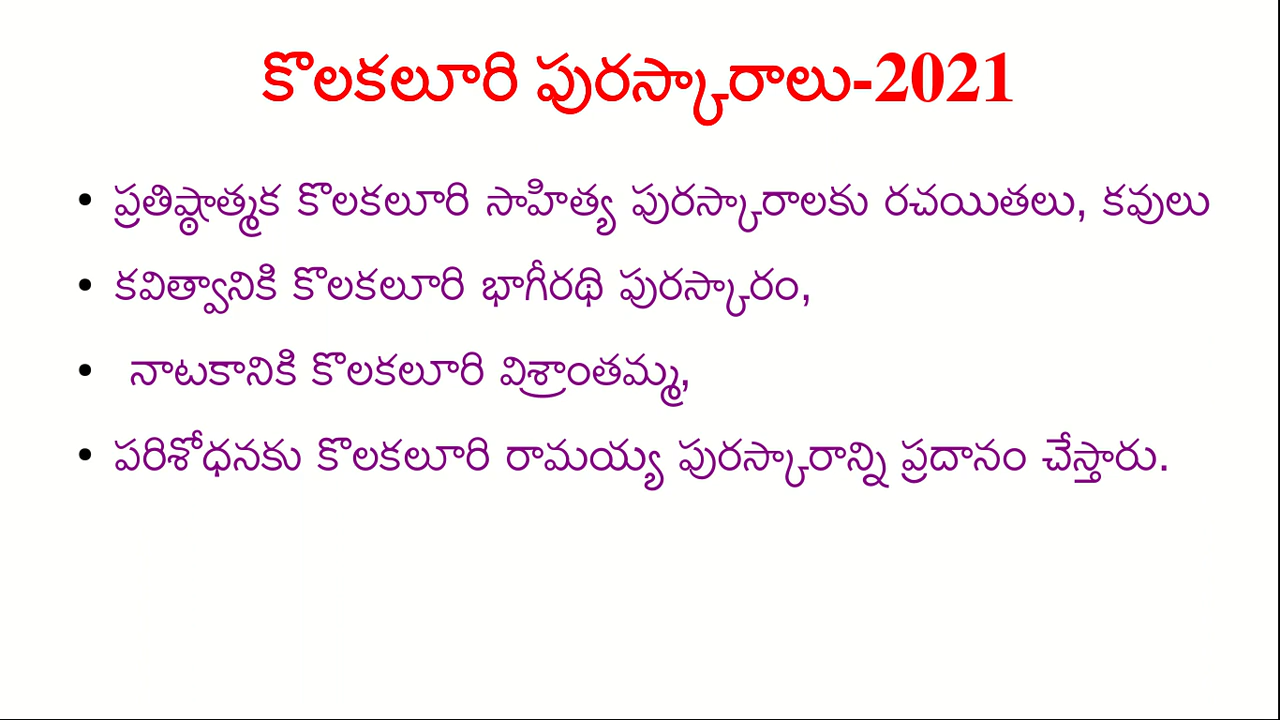 కొలకలూరి పురస్కారాలు-2021
• ప్రతిష్ఠాత్మక కొలకలూరి సాహిత్య పురస్కారాలకు రచయితలు, కవులు
• కవిత్వానికి కొలకలూరి భాగీరథి పురస్కారం,
• నాటకానికి కొలకలూరి విశ్రాంతమ్మ,
• పరిశోధనకు కొలకలూరి రామయ్య పురస్కారాన్ని ప్రదానం చేస్తారు.